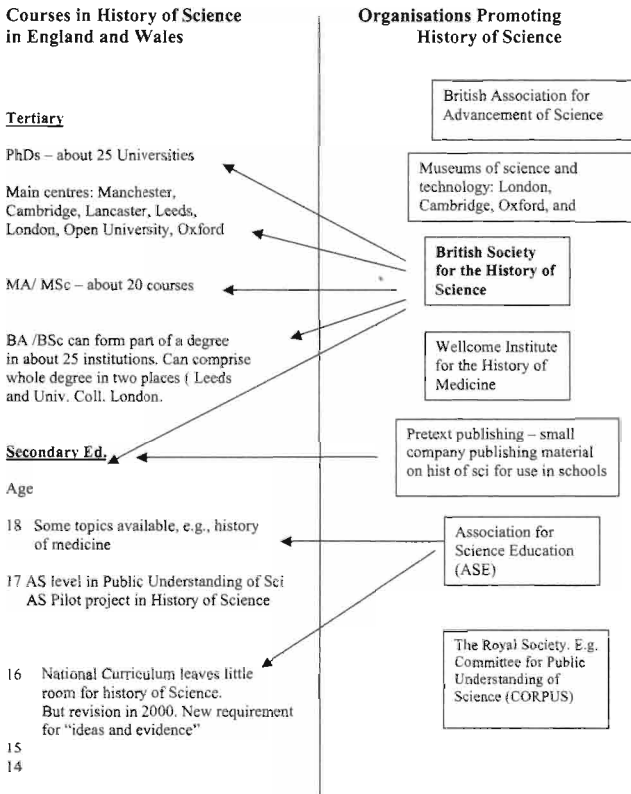 Courses in History of Science
in England and Wales
Organisations Promoting
History of Science
Tertiary
PhDs – about 25 Universities
Main centres: Manchester,
Cambridge, Lancaster, Leeds,
London, Open University, Oxford
MA/ MSc – about 20 courses
BA /BSc can form part of a degree
in about 25 institutions. Can comprise
whole degree in two places ( Leeds
and Univ. Coll. London.
Secondary Ed.
Age
18 Some topics available, e.g., history
of medicine
17 AS level in Public Understanding of Sci
AS Pilot project in History of Science
16 National Curriculum leaves little
room for history of Science.
But revision in 2000. New requirement
for "ideas and evidence"
15
14
British Association for
Advancement of Science
Museums of science and
technology: London,
Cambridge, Oxford, and
British Society
for the History of
Science
Wellcome Institute
for the History of
Medicine
Pretext publishing – small
company publishing material
on hist of sci for use in schools
Association for
Science Education
(ASE)
The Royal Society. E.g.
Committee for Public
Understanding of
Science (CORPUS)